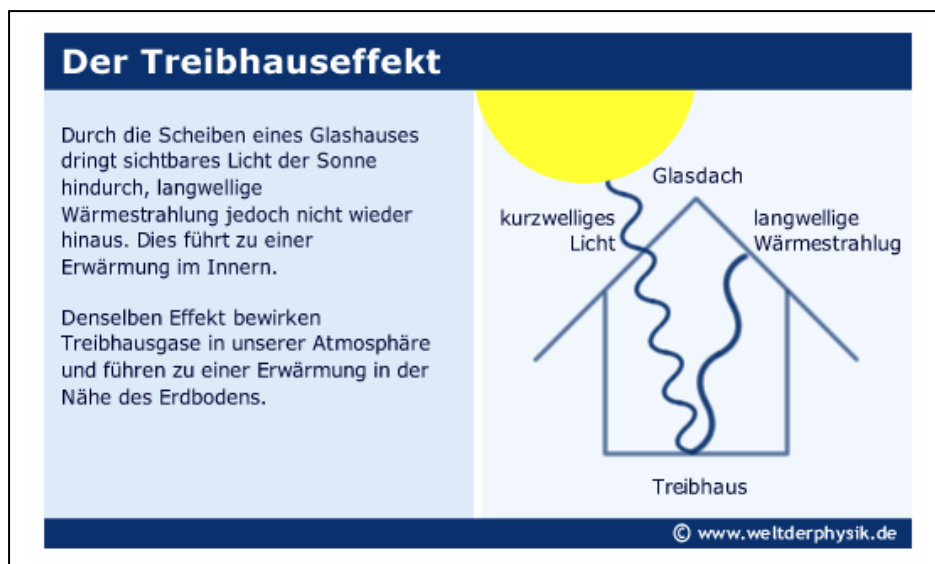 Der Treibhauseffekt
Durch die Scheiben eines Glashauses
dringt sichtbares Licht der Sonne
hindurch, langwellige
Wärmestrahlung jedoch nicht wieder
hinaus. Dies führt zu einer
Erwärmung im Innern.
Denselben Effekt bewirken
Treibhausgase in unserer Atmosphäre
und führen zu einer Erwärmung in der
Nähe des Erdbodens.
Glasdach
kurzwelliges
Licht
langwellige
Wärmestrahlug
Treibhaus
© www.weltderphysik.de